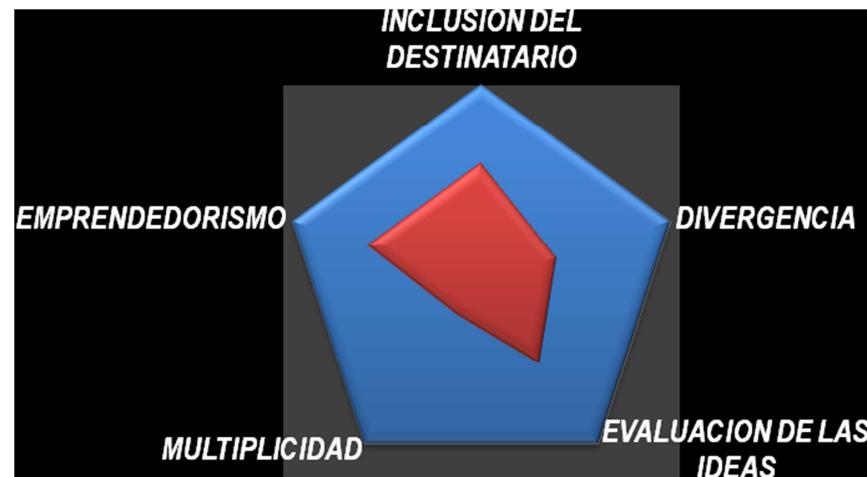 INCLUSION DEL
DESTINATARIO
EMPRENDEDORISMO
DIVERGENCIA
MULTIPLICIDAD
EVALUACION DE LAS
IDEAS